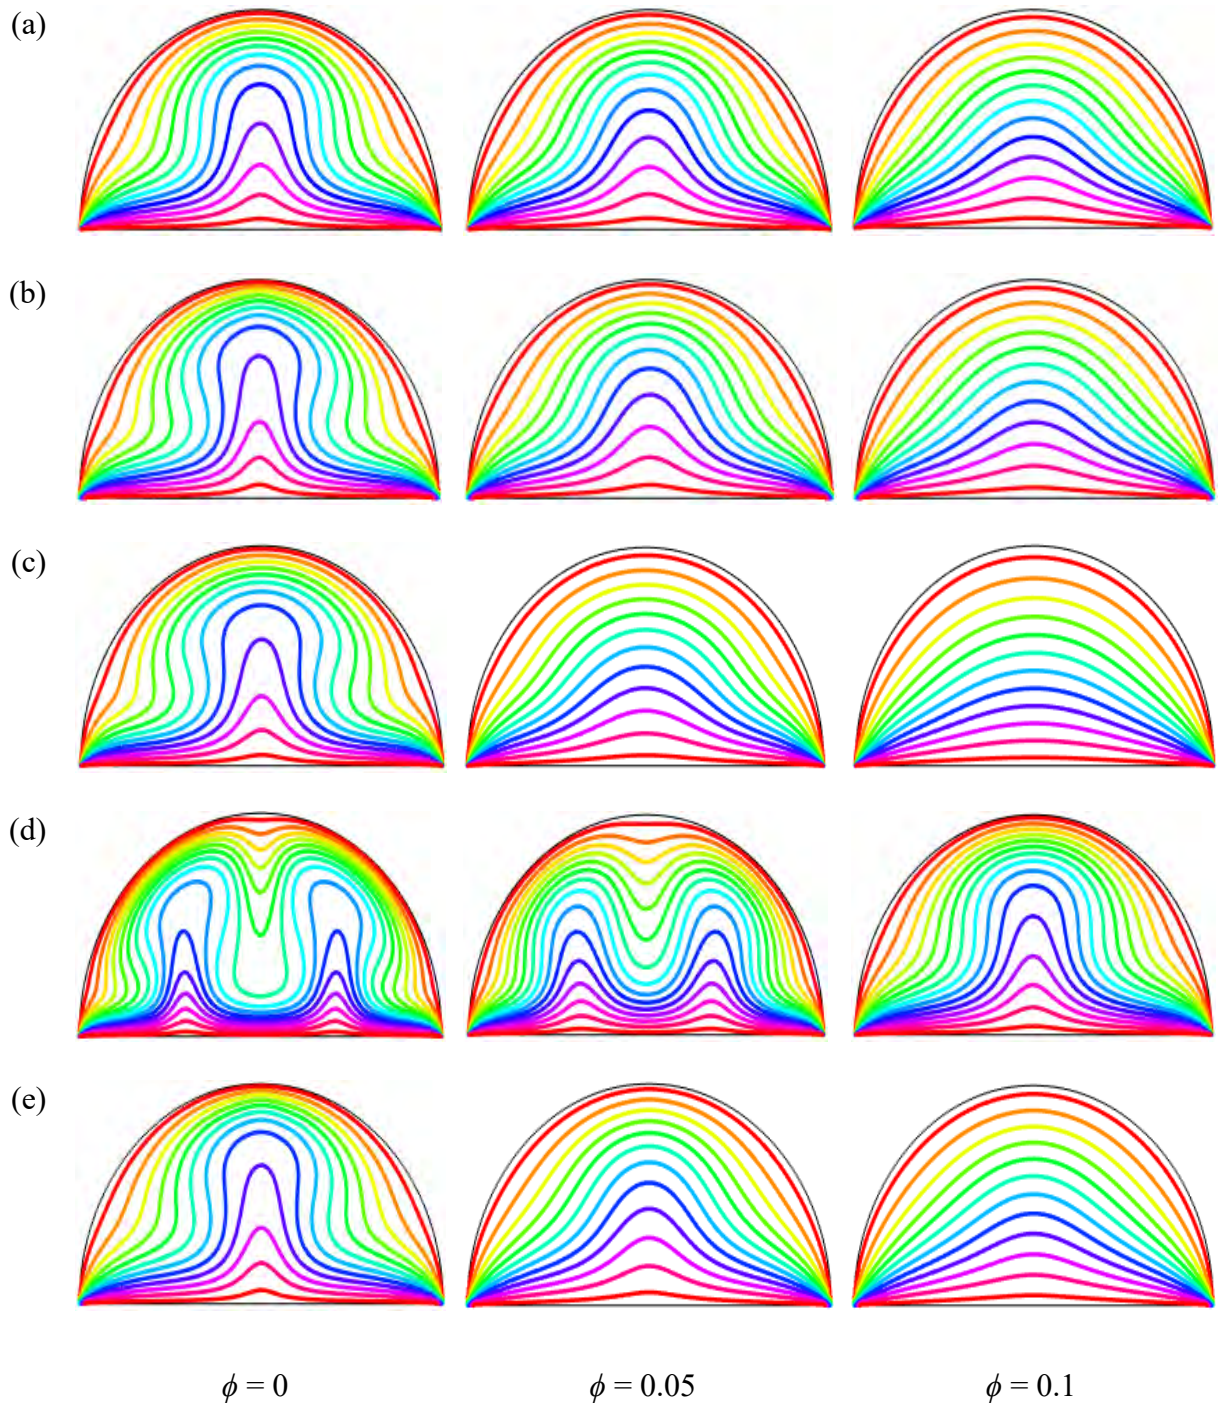 (a)
(b)
(c)
(d)
(e)
ϕ = 0 ϕ = 0.05 ϕ = 0.1